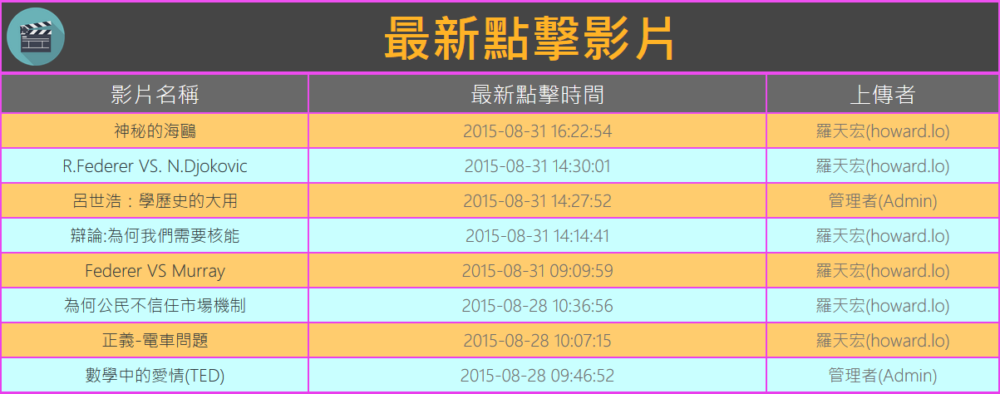 最新點擊影片
影片名稱 最新點擊時間 上傳者
神秘的海鷗 2015-08-31 16:22:54 羅天宏(howard.lo)
R.Federer VS. N.Djokovic 2015-08-31 14:30:01 羅天宏(howard.lo)
呂世浩：學歷史的大用 2015-08-31 14:27:52 管理者(Admin)
辯論:為何我們需要核能 2015-08-31 14:14:41 羅天宏(howard.lo)
Federer VS Murray 2015-08-31 09:09:59 羅天宏(howard.lo)
為何公民不信任市場機制 2015-08-28 10:36:56 羅天宏(howard.lo)
正義-電車問題 2015-08-28 10:07:15 羅天宏(howard.lo)
數學中的愛情(TED) 2015-08-28 09:46:52 管理者(Admin)